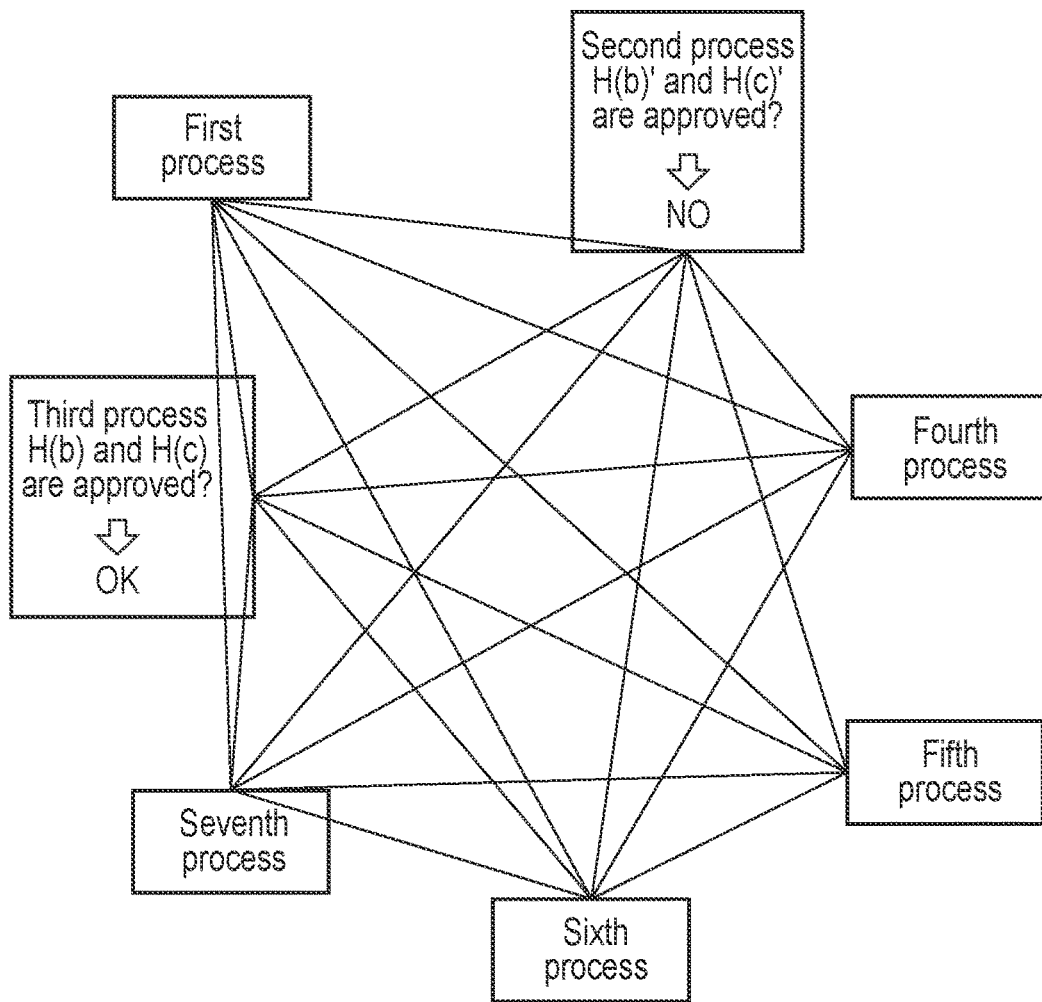 Second process
H(b)' and H(c)'
are approved?
NO
First
process
Third process
H(b) and H(c)
are approved?
OK
Fourth
process
Fifth
process
Seventh
process
Sixth
process